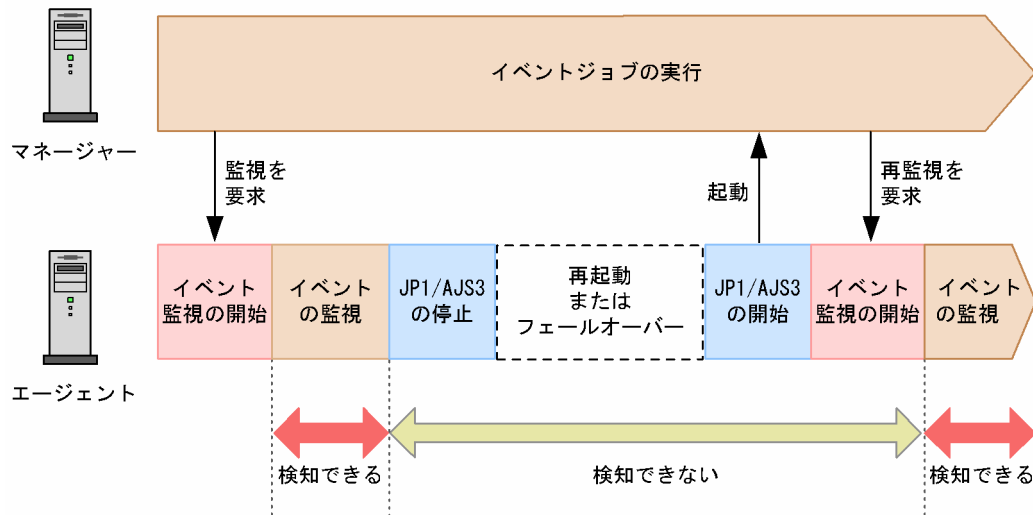 イベントジョブの実行
マネージャー
監視を
要求
起動
再監視を
要求
イベント
監視の開始
イベント
の監視
JP1/AJS3
の停止
再起動
または
フェールオーバー
JP1/AJS3
の開始
イベント
監視の開始
イベント
の監視
エージェント
検知できる
検知できない
検知できる